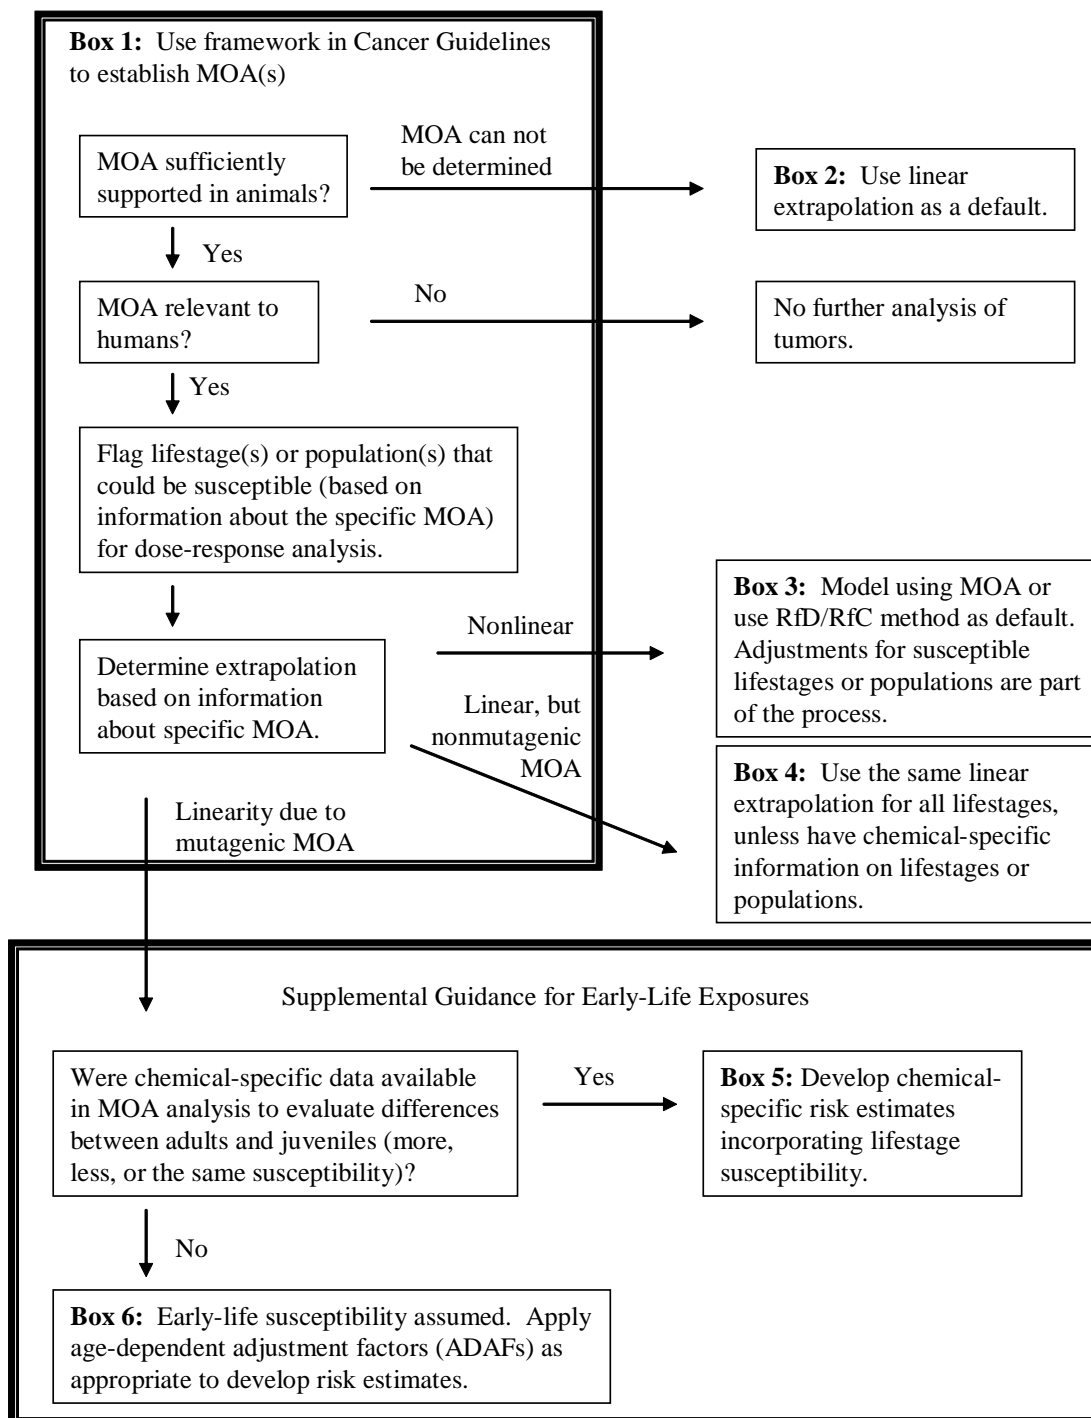 Box 1: Use framework in Cancer Guidelines
to establish MOA(s)
MOA sufficiently
supported in animals?
MOA can not
be determined
Box 2: Use linear
extrapolation as a default.
Yes
MOA relevant to
humans?
No
No further analysis of
tumors.
Yes
Flag lifestage(s) or population(s) that
could be susceptible (based on
information about the specific MOA)
for dose-response analysis.
Determine extrapolation
based on information
about specific MOA.
Nonlinear
Box 3: Model using MOA or
use RfD/RfC method as default.
Adjustments for susceptible
lifestages or populations are part
of the process.
Linear, but
nonmutagenic
MOA
Box 4: Use the same linear
extrapolation for all lifestages,
unless have chemical-specific
information on lifestages or
populations.
Linearity due to
mutagenic MOA
Supplemental Guidance for Early-Life Exposures
Were chemical-specific data available
in MOA analysis to evaluate differences
between adults and juveniles (more,
less, or the same susceptibility)?
Yes
Box 5: Develop chemical-
specific risk estimates
incorporating lifestage
susceptibility.
No
Box 6: Early-life susceptibility assumed. Apply
age-dependent adjustment factors (ADAFs) as
appropriate to develop risk estimates.